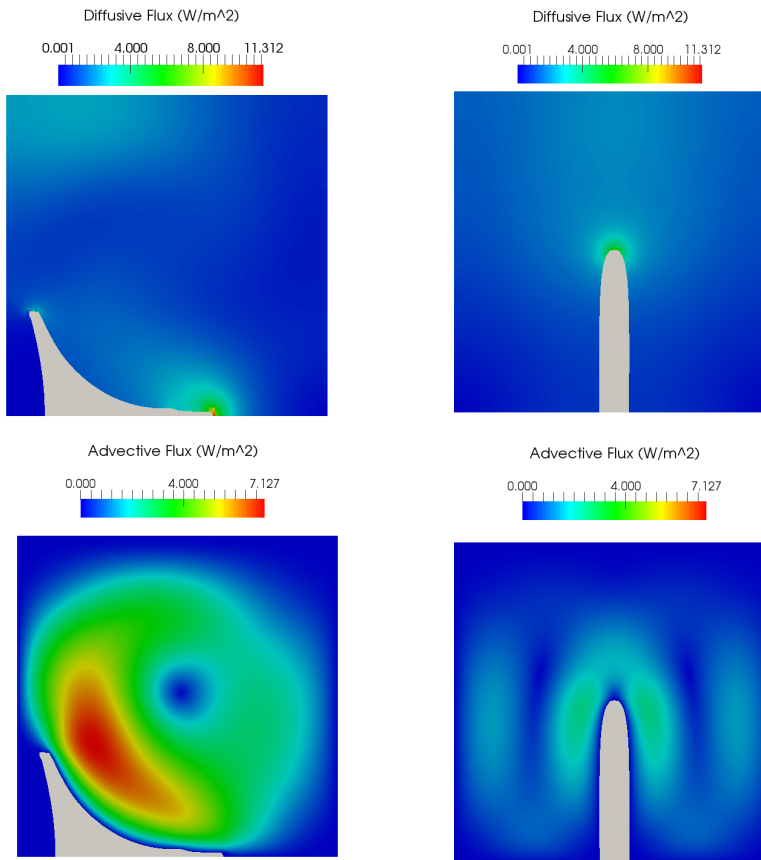 Diffusive Flux (W/m^2)
0.001 4.000 8.000 11.312
Diffusive Flux (W/m^2)
0.001 4.000 8.000 11.312
Advective Flux (W/m^2)
0.000 4.000 7.127
Advective Flux (W/m^2)
0.000 4.000 7.127